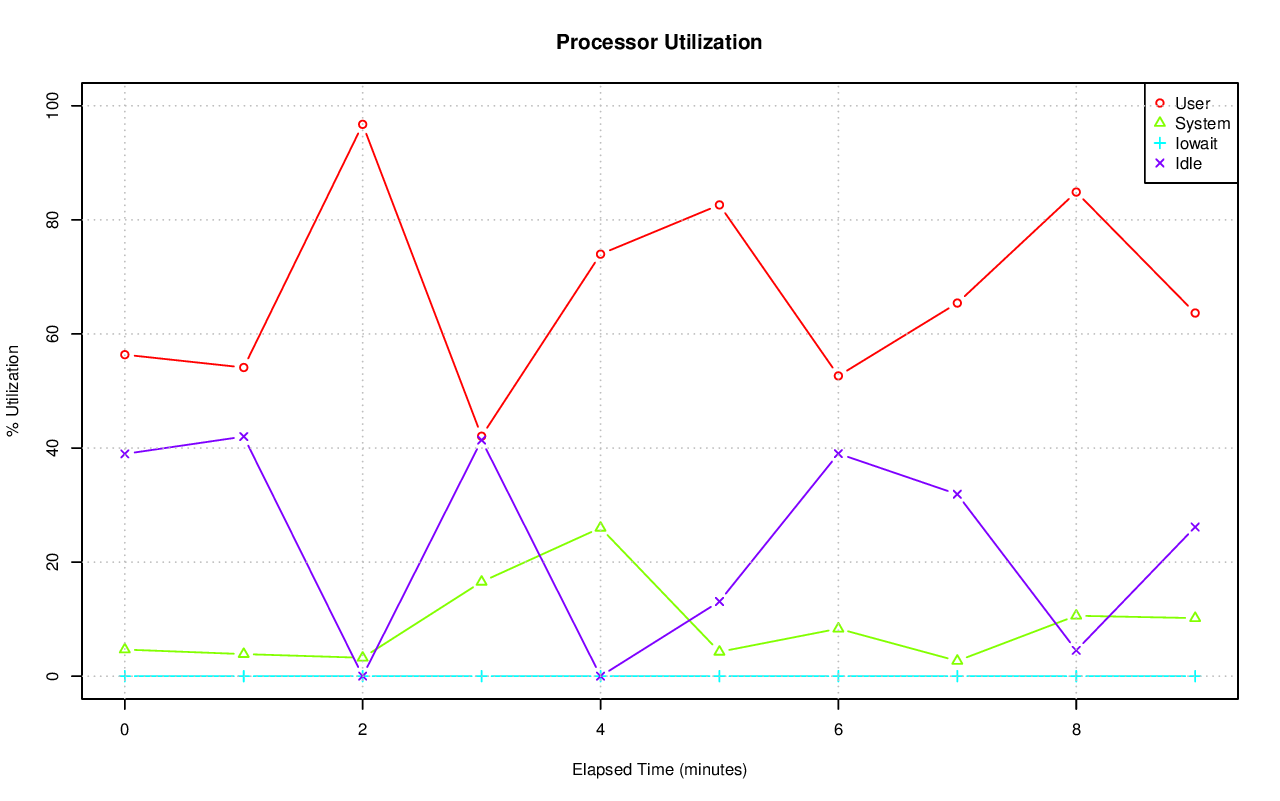 Processor Utilization
User
System
Iowait
Idle
% Utilization
100
80
60
40
20
0
0 2 4 6 8
Elapsed Time (minutes)